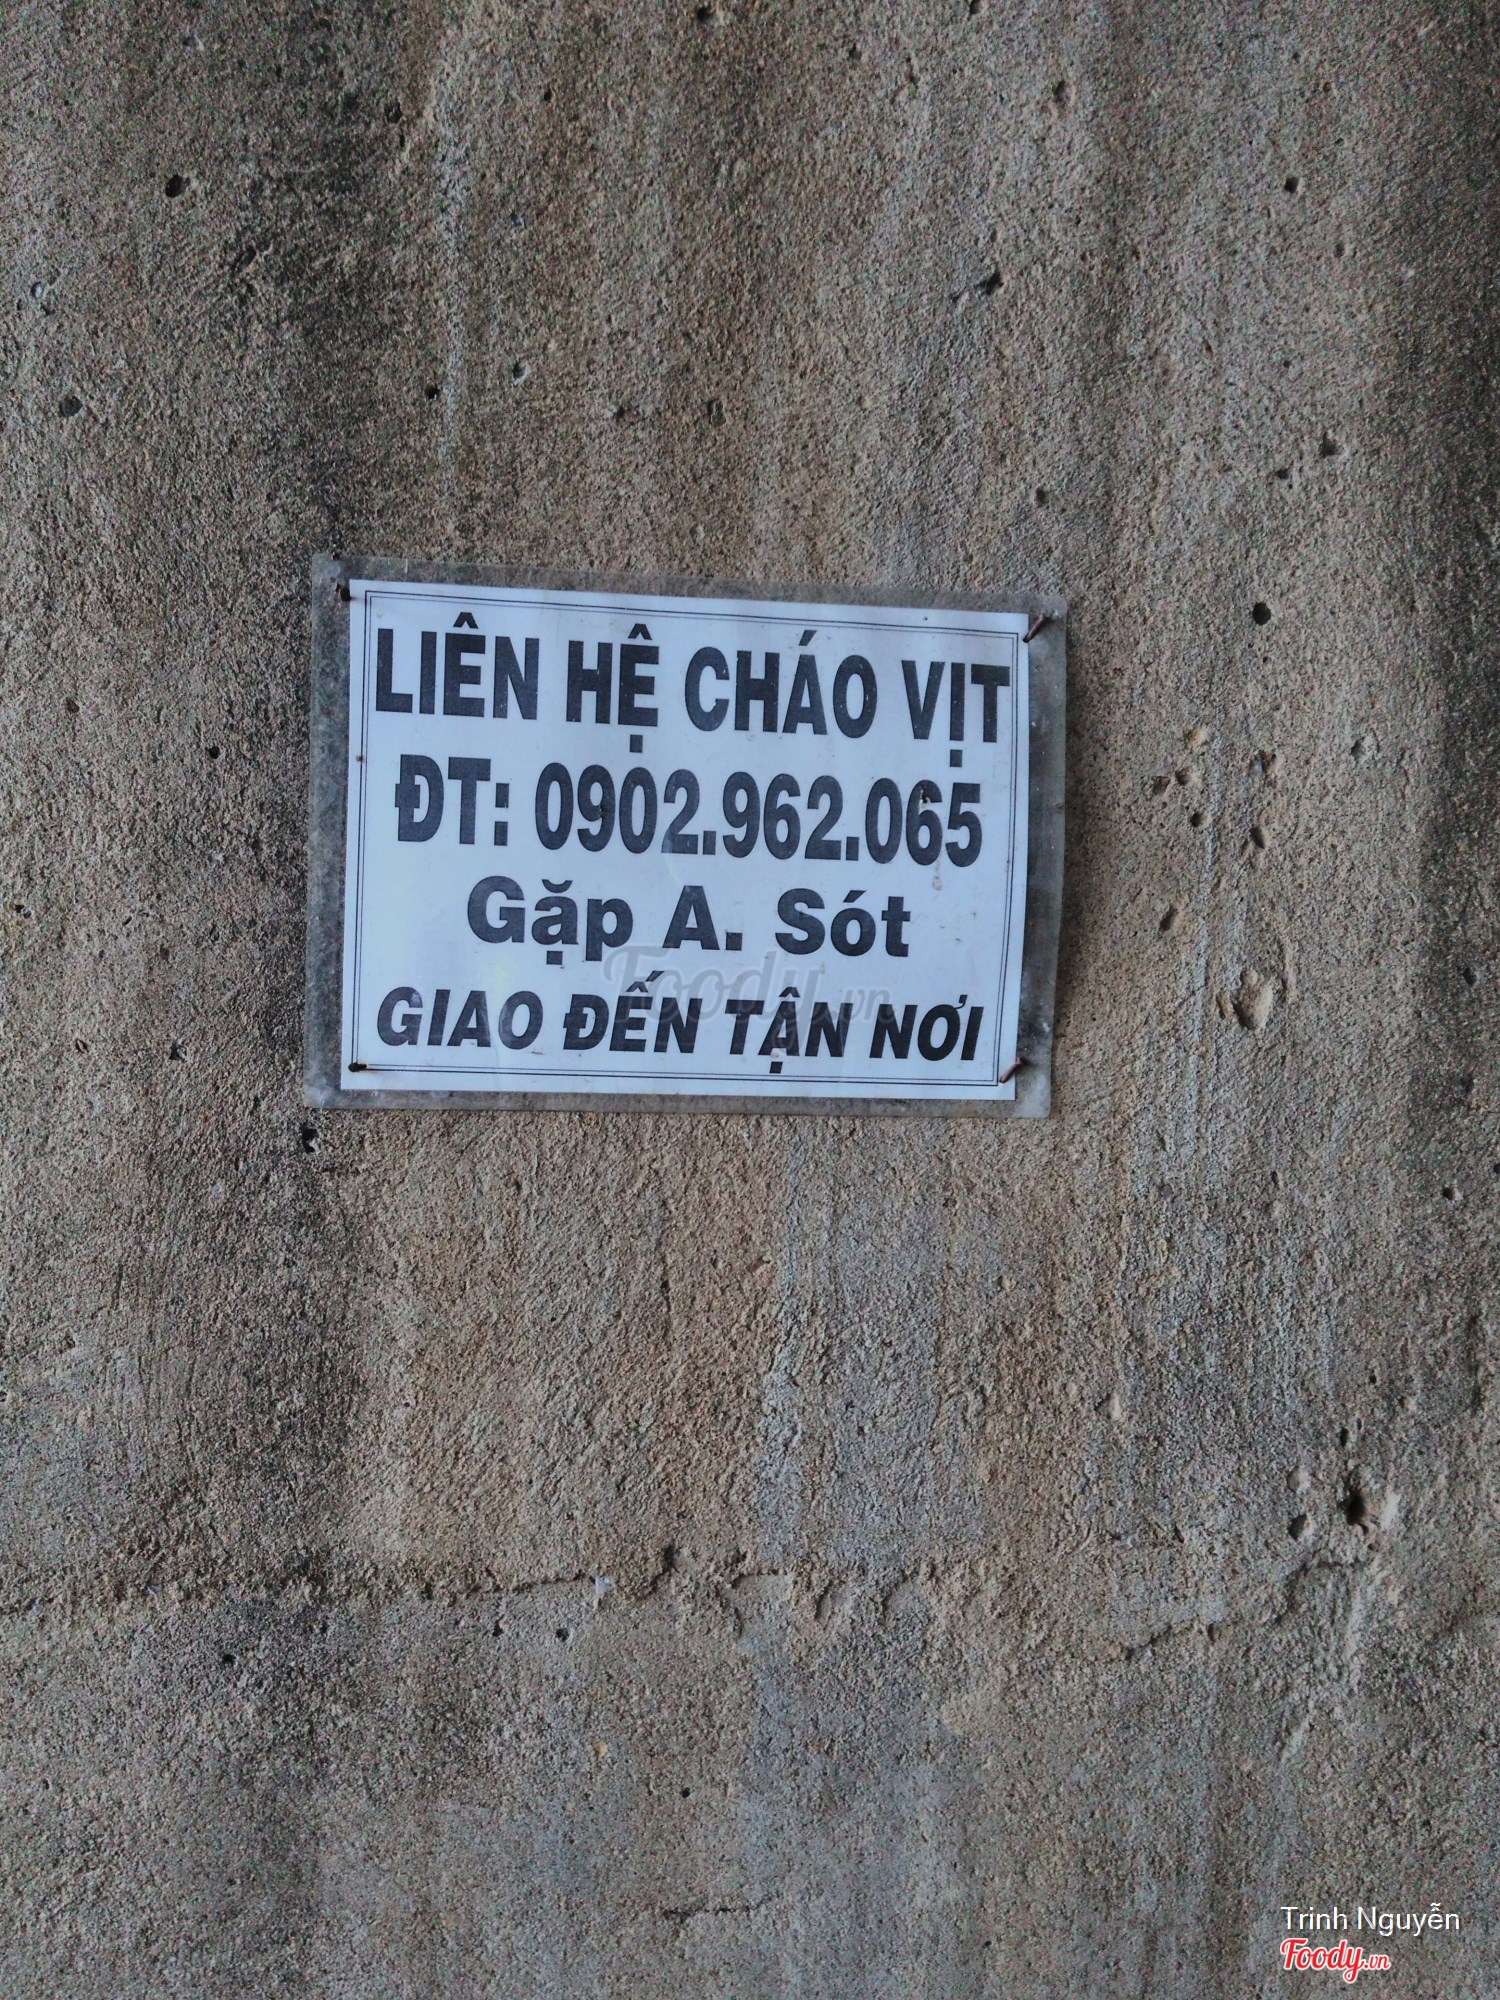 LIÊN HỆ CHÁO VỊT
ĐT: 0902.962.065
Gặp A. Sót
GIAO ĐẾN TẬN NƠI
Foody.vn
Trinh Nguyễn
Foody.vn